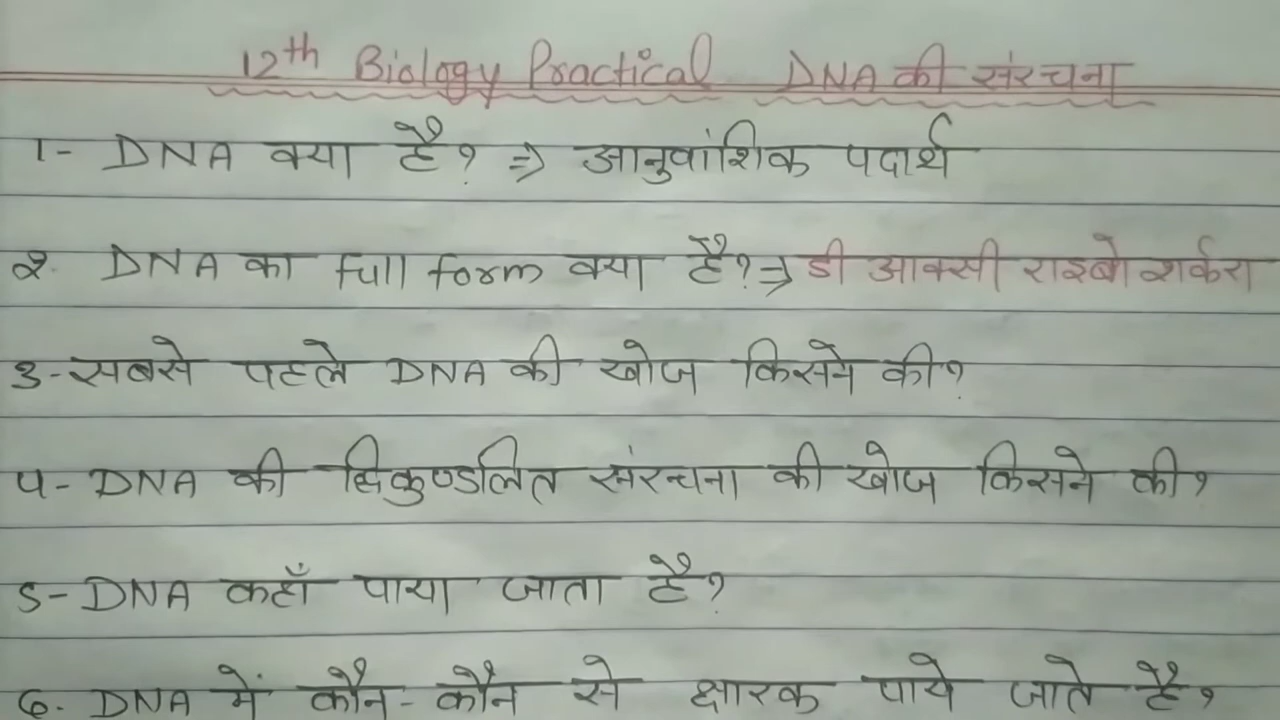 12th Biology Practical DNA की संरचना
1- DNA क्या है? ⇒ आनुवांशिक पदार्थ
2. DNA का full form क्या है? ⇒ डी आक्सी राइबो शर्करा
3- सबसे पहले DNA की खोज किसने की?
4- DNA की द्विकुण्डलित संरचना की खोज किसने की?
5- DNA कहाँ पाया जाता है?
6. DNA में कौन-कौन से क्षारक पाये जाते है?